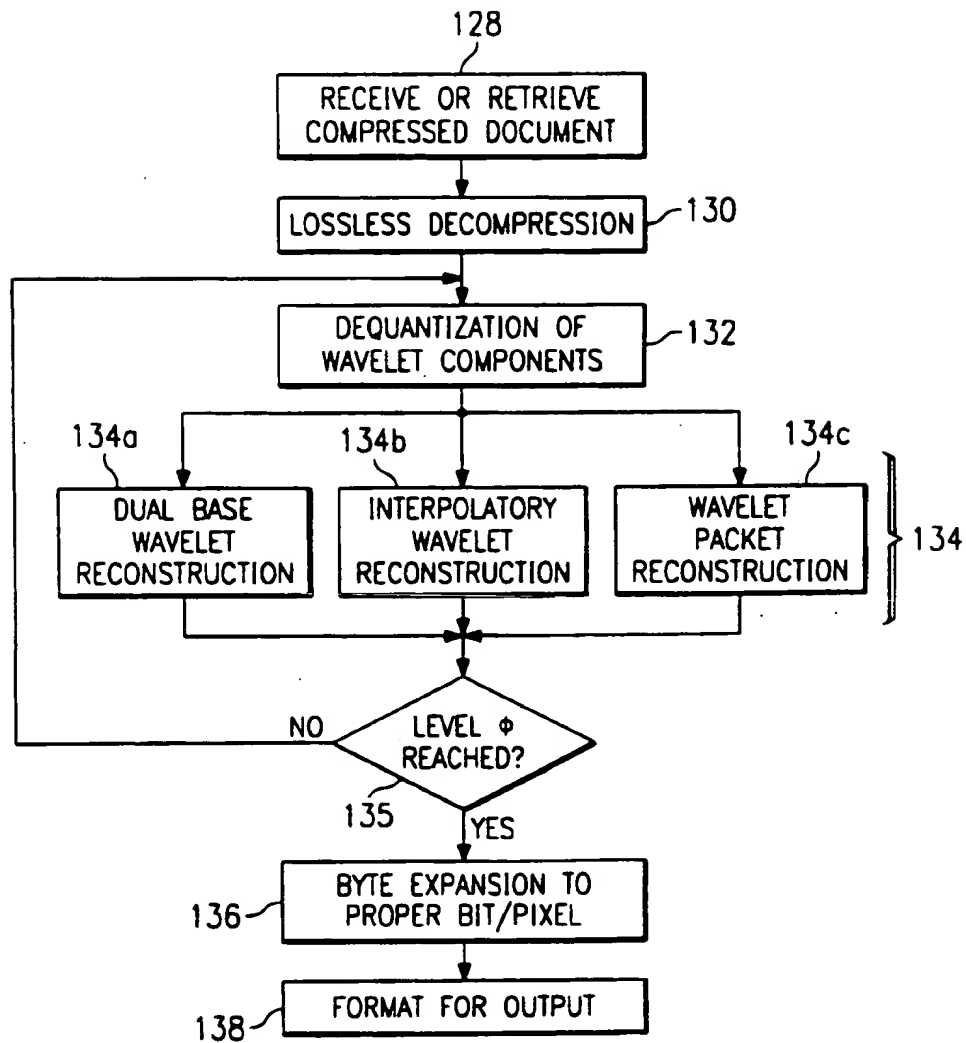 128
RECEIVE OR RETRIEVE
COMPRESSED DOCUMENT
LOSSLESS DECOMPRESSION
130
DEQUANTIZATION OF
WAVELET COMPONENTS
132
134a
134b
134c
DUAL BASE
WAVELET
RECONSTRUCTION
INTERPOLATORY
WAVELET
RECONSTRUCTION
WAVELET
PACKET
RECONSTRUCTION
134
NO
LEVEL Φ
REACHED?
135
YES
BYTE EXPANSION TO
PROPER BIT/PIXEL
136
FORMAT FOR OUTPUT
138